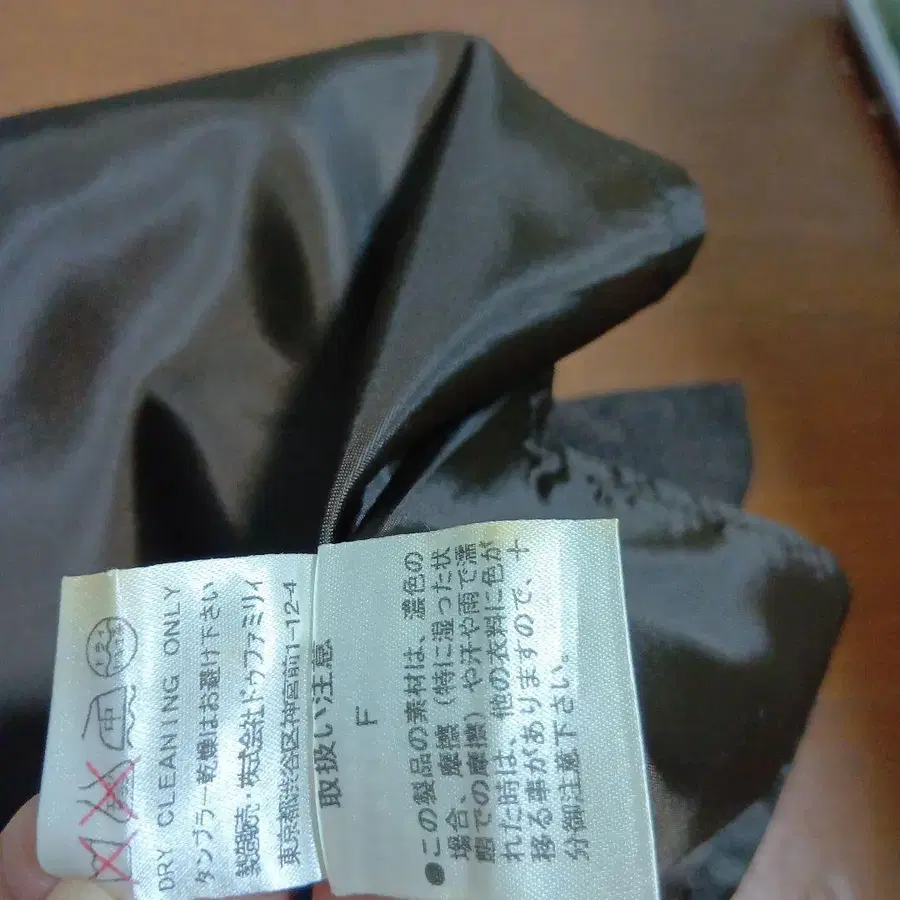 中
ドライ
DRY CLEANING ONLY
タンブラー乾燥はお避け下さい
製造販売・株式会社ドゥファミリィ
東京都渋谷区神宮前1-12-4
取扱い注意
F
●この製品の素材は、濃色の
場合、摩擦（特に湿った状
態での摩擦）や汗や雨で濡
れた時は、他の衣料に色が
移る事がありますので、十
分御注意下さい。